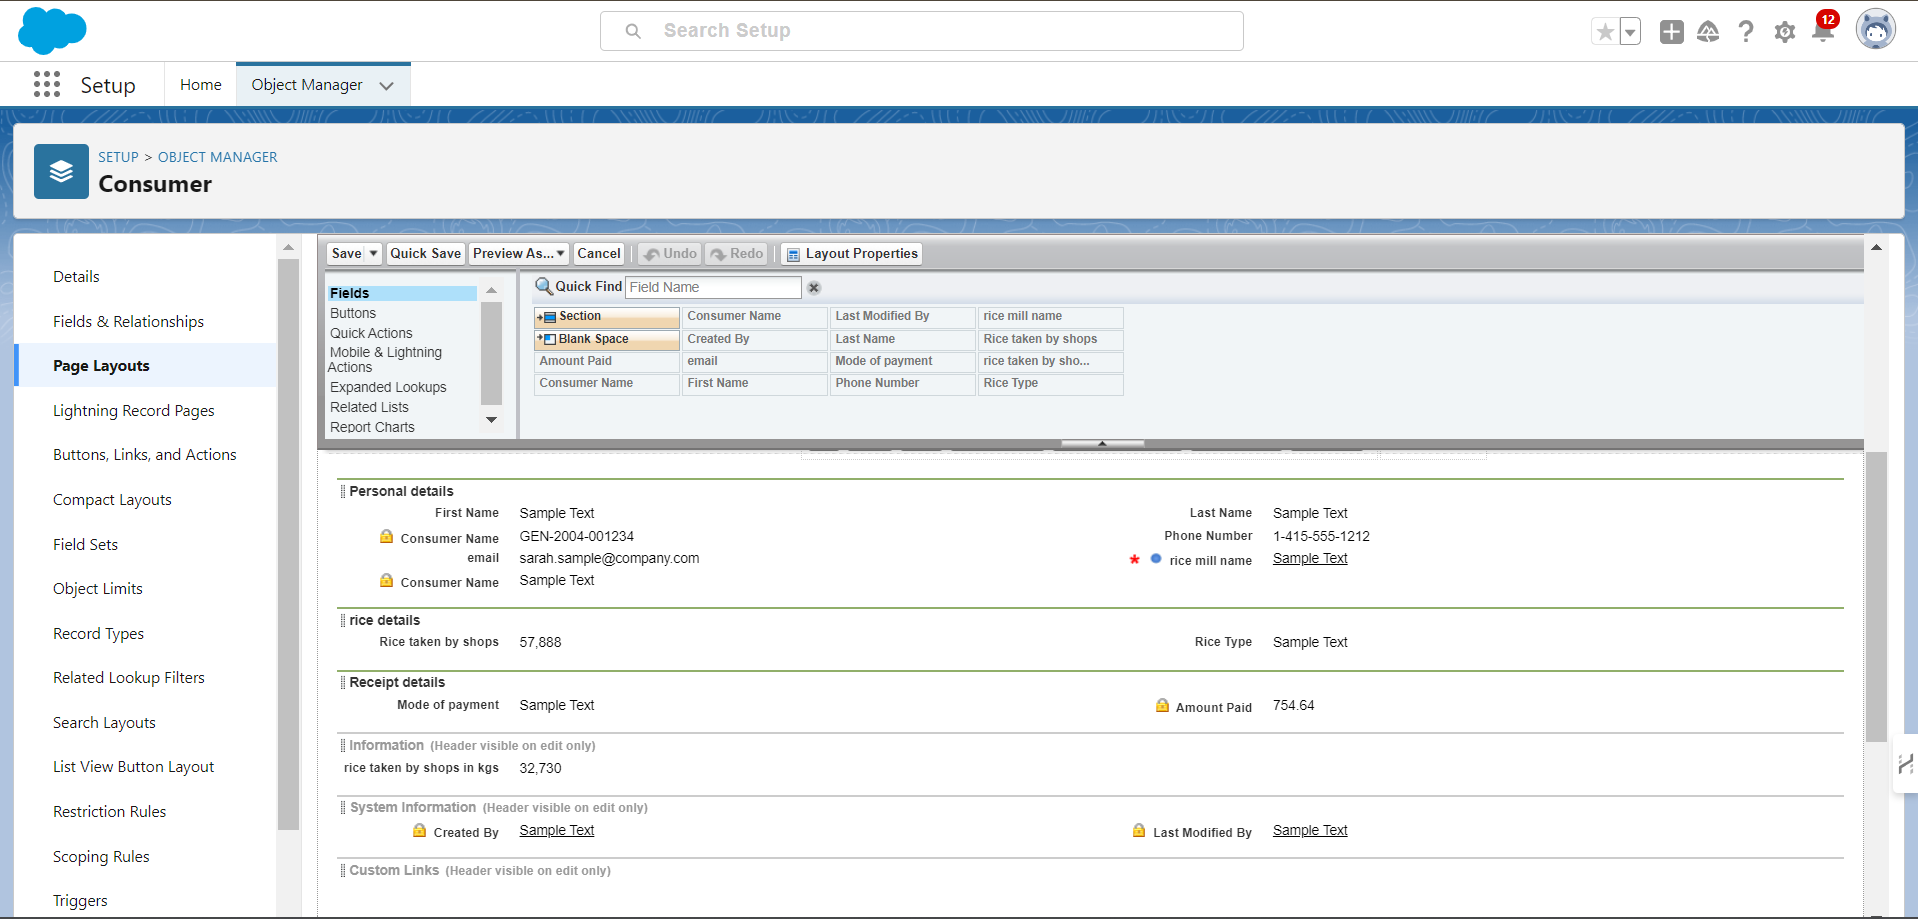 Search Setup
12
Setup
Home
Object Manager
SETUP > OBJECT MANAGER
Consumer
Details
Fields & Relationships
Page Layouts
Lightning Record Pages
Buttons, Links, and Actions
Compact Layouts
Field Sets
Object Limits
Record Types
Related Lookup Filters
Search Layouts
List View Button Layout
Restriction Rules
Scoping Rules
Triggers
Save Quick Save Preview As... Cancel Undo Redo Layout Properties
Fields
Buttons
Quick Actions
Mobile & Lightning
Actions
Expanded Lookups
Related Lists
Report Charts
Quick Find Field Name
Section Consumer Name Last Modified By rice mill name
Blank Space Created By Last Name Rice taken by shops
Amount Paid email Mode of payment rice taken by sho...
Consumer Name First Name Phone Number Rice Type
Personal details
First Name Sample Text Last Name Sample Text
Consumer Name GEN-2004-001234 Phone Number 1-415-555-1212
email sarah.sample@company.com * rice mill name Sample Text
Consumer Name Sample Text
rice details
Rice taken by shops 57,888 Rice Type Sample Text
Receipt details
Mode of payment Sample Text Amount Paid 754.64
Information (Header visible on edit only)
rice taken by shops in kgs 32,730
System Information (Header visible on edit only)
Created By Sample Text Last Modified By Sample Text
Custom Links (Header visible on edit only)